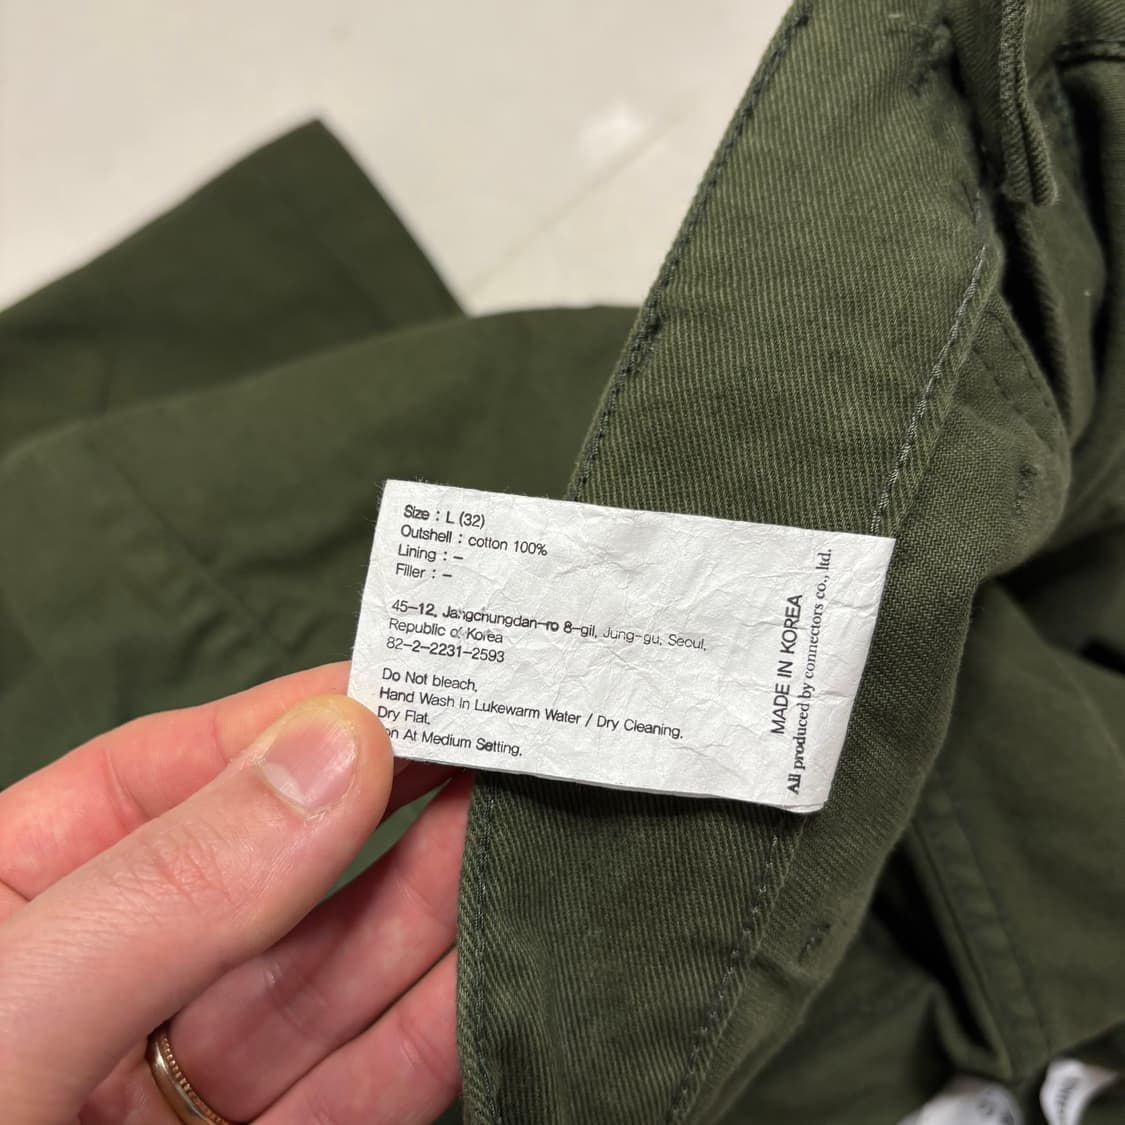 Size : L (32)
Outshell : cotton 100%
Lining : –
Filler : –
45–12, Jangchungdan–ro 8–gil, Jung–gu, Seoul,
Republic of Korea
82–2–2231–2593
Do Not bleach,
Hand Wash in Lukewarm Water / Dry Cleaning,
Dry Flat,
At Medium Setting,
MADE IN KOREA
All produced by connectors co., ltd.